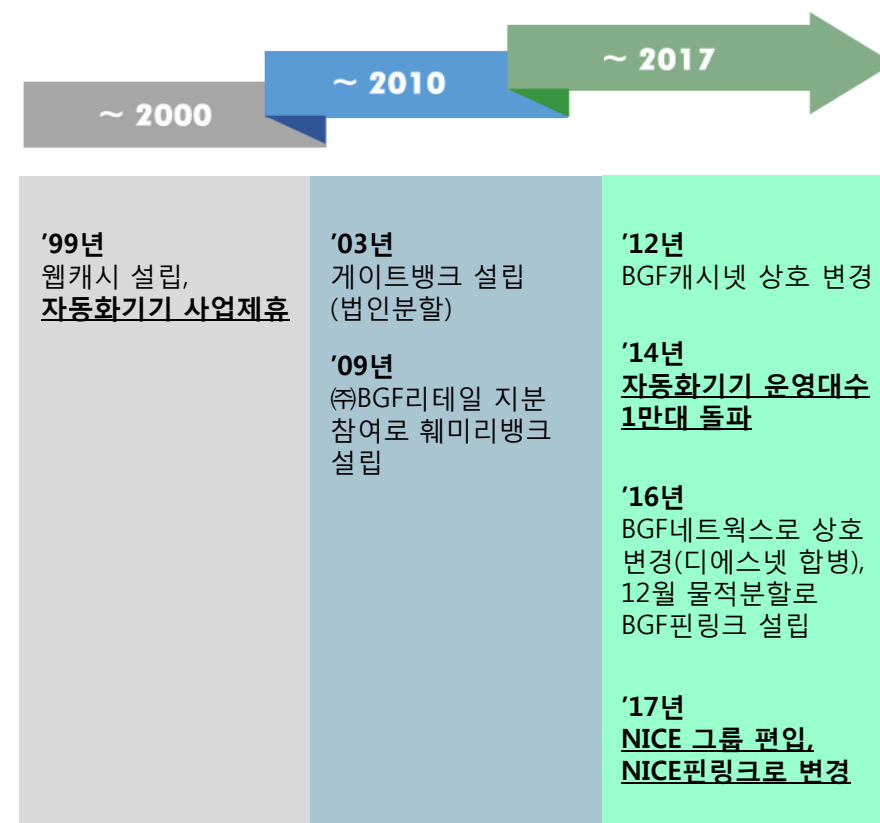 ~ 2000
~ 2010
~ 2017
’99년
웹캐시 설립,
자동화기기 사업제휴
’03년
게이트뱅크 설립
(법인분할)
’09년
㈜BGF리테일 지분
참여로 훼미리뱅크
설립
’12년
BGF캐시넷 상호 변경
’14년
자동화기기 운영대수
1만대 돌파
’16년
BGF네트웍스로 상호
변경(디에스넷 합병),
12월 물적분할로
BGF핀링크 설립
’17년
NICE 그룹 편입,
NICE핀링크로 변경